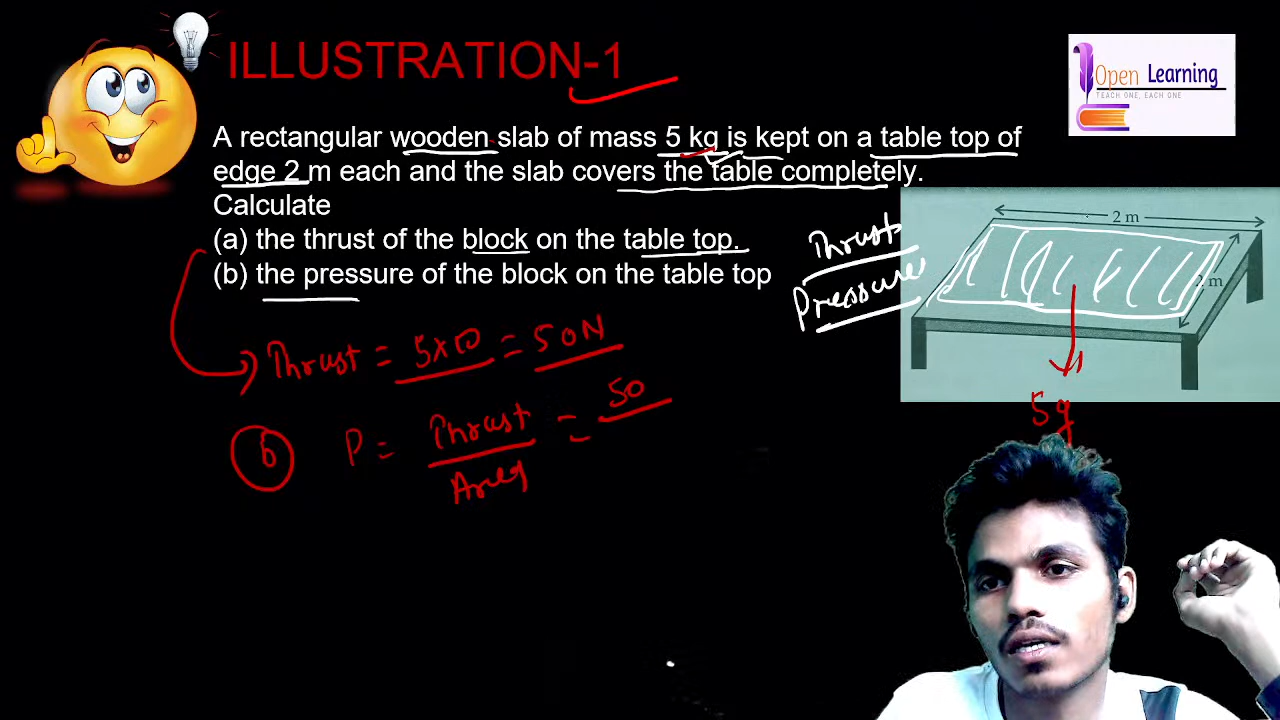 ILLUSTRATION-1
Open Learning
TEACH ONE, EACH ONE
A rectangular wooden slab of mass 5 kg is kept on a table top of
edge 2 m each and the slab covers the table completely.
Calculate
(a) the thrust of the block on the table top.
(b) the pressure of the block on the table top
Thrust
Pressure
2 m
2 m
5g
Thrust = 5×10 = 50N
b P = Thrust / Area = 50